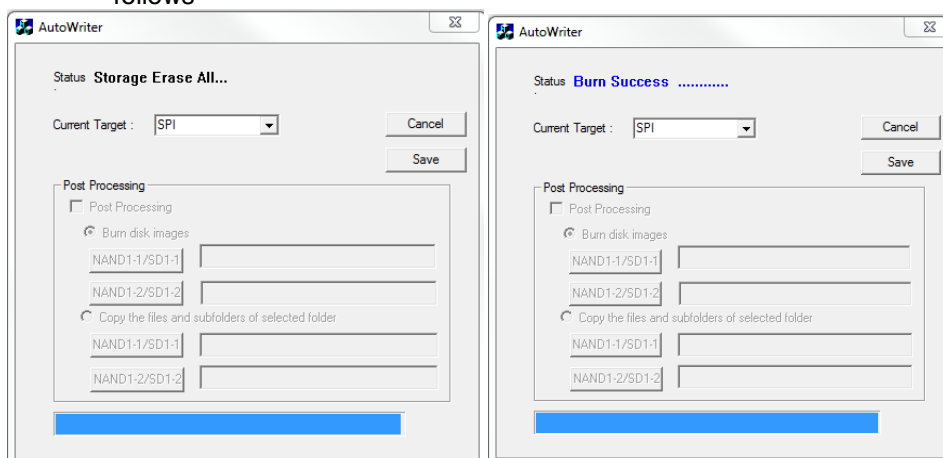 follows
AutoWriter
Status Storage Erase All...
Current Target : SPI
Cancel
Save
Post Processing
Post Processing
Burn disk images
NAND1-1/SD1-1
NAND1-2/SD1-2
Copy the files and subfolders of selected folder
NAND1-1/SD1-1
NAND1-2/SD1-2
AutoWriter
Status Burn Success ............
Current Target : SPI
Cancel
Save
Post Processing
Post Processing
Burn disk images
NAND1-1/SD1-1
NAND1-2/SD1-2
Copy the files and subfolders of selected folder
NAND1-1/SD1-1
NAND1-2/SD1-2